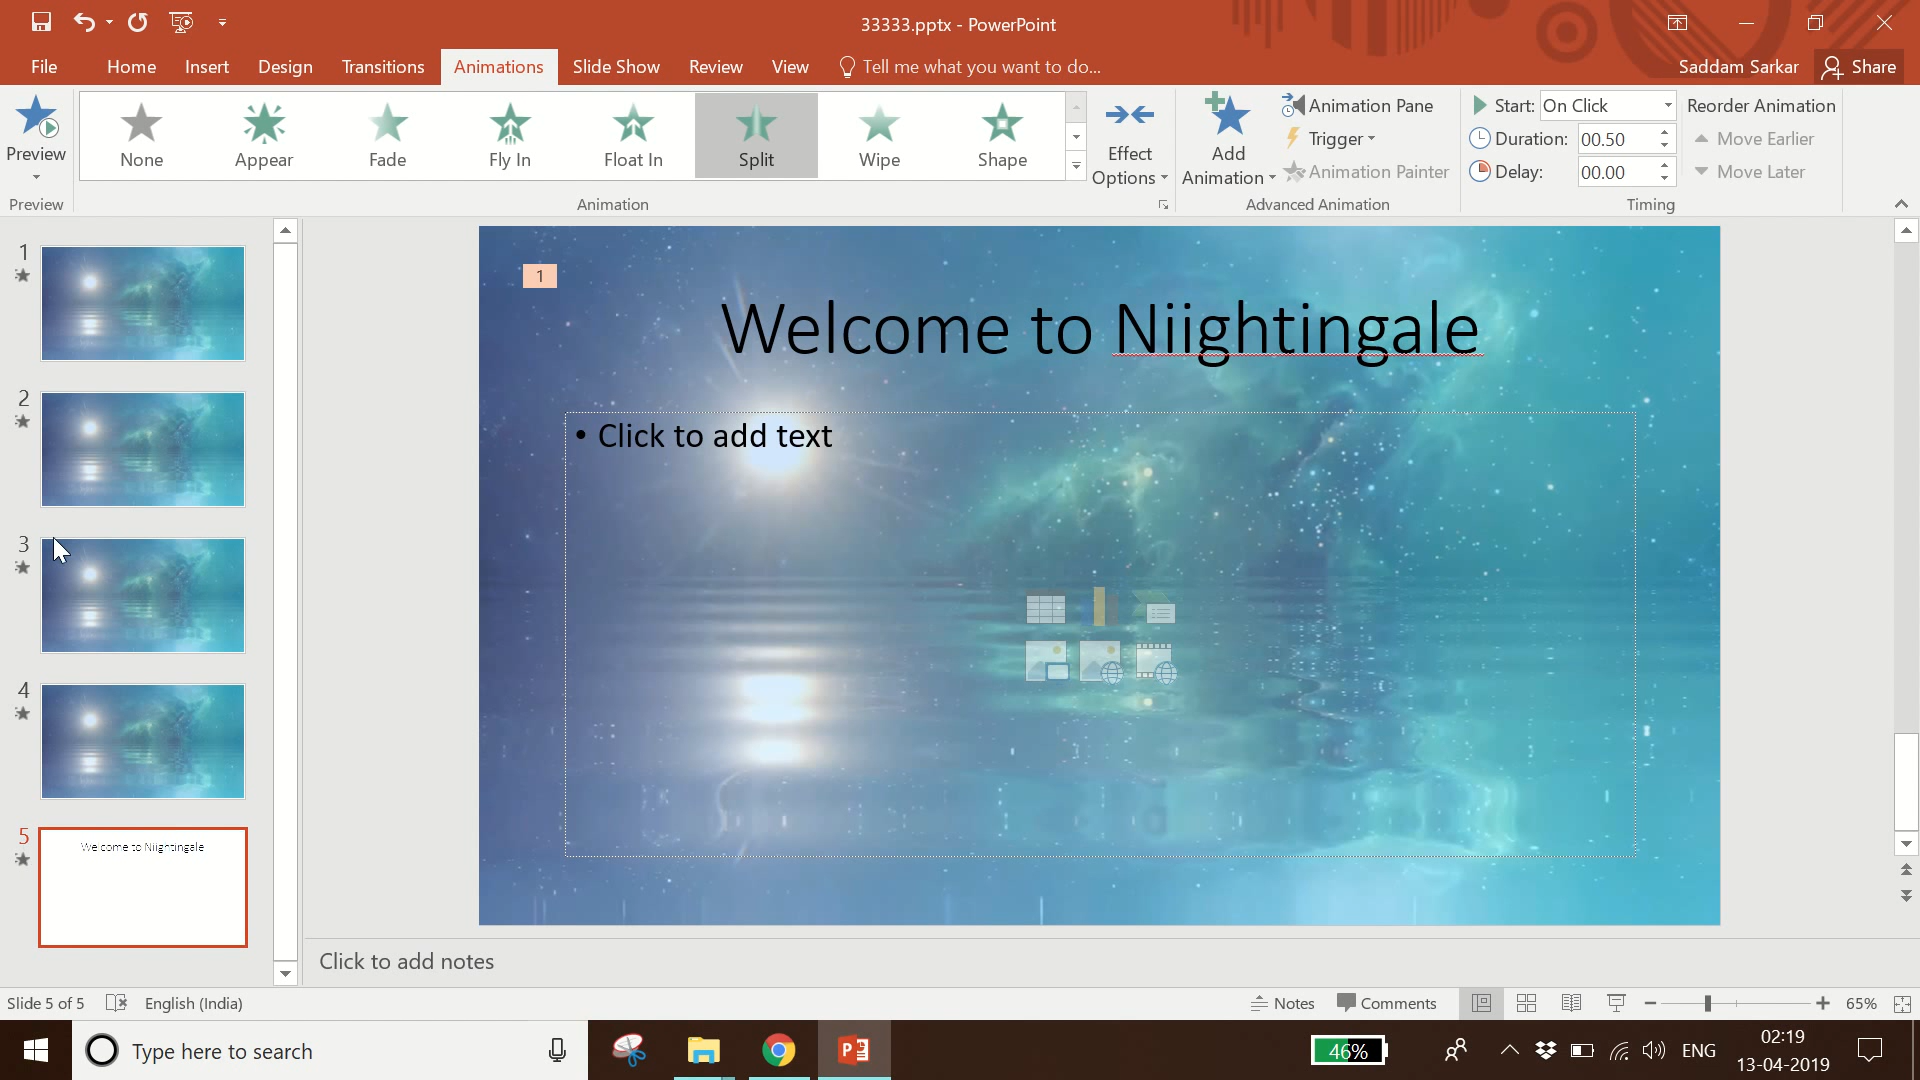 33333.pptx - PowerPoint
File Home Insert Design Transitions Animations Slide Show Review View Tell me what you want to do... Saddam Sarkar Share
Preview
None Appear Fade Fly In Float In Split Wipe Shape
Effect Options
Add Animation
Animation Pane
Trigger
Animation Painter
Start: On Click
Duration: 00.50
Delay: 00.00
Reorder Animation
Move Earlier
Move Later
Preview Animation Advanced Animation Timing
1
2
3
4
5
Welcome to Niightingale
1
Welcome to Niightingale
• Click to add text
Click to add notes
Slide 5 of 5 English (India) Notes Comments 65%
Type here to search
46%
ENG
02:19
13-04-2019